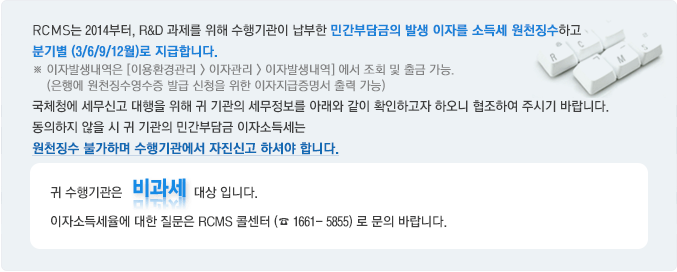 RCMS는 2014부터, R&D 과제를 위해 수행기관이 납부한 민간부담금의 발생 이자를 소득세 원천징수하고
분기별 (3/6/9/12월)로 지급합니다.
※ 이자발생내역은 [이용환경관리 > 이자관리 > 이자발생내역] 에서 조회 및 출금 가능.
(은행에 원천징수영수증 발급 신청을 위한 이자지급증명서 출력 가능)
국체청에 세무신고 대행을 위해 귀 기관의 세무정보를 아래와 같이 확인하고자 하오니 협조하여 주시기 바랍니다.
동의하지 않을 시 귀 기관의 민간부담금 이자소득세는
원천징수 불가하며 수행기관에서 자진신고 하셔야 합니다.
귀 수행기관은 비과세 대상 입니다.
이자소득세율에 대한 질문은 RCMS 콜센터 (☎ 1661- 5855) 로 문의 바랍니다.
R C M S